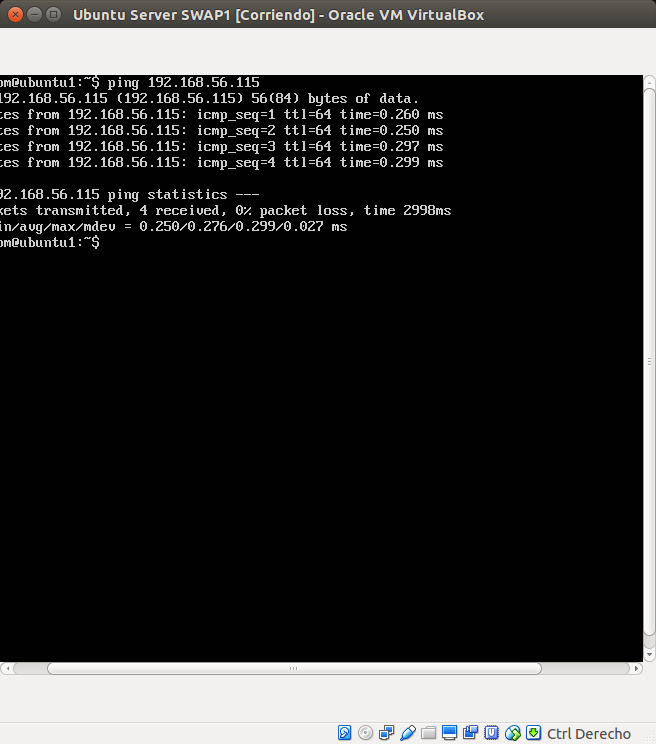 Ubuntu Server SWAP1 [Corriendo] - Oracle VM VirtualBox
om@ubuntu1:~$ ping 192.168.56.115
192.168.56.115 (192.168.56.115) 56(84) bytes of data.
tes from 192.168.56.115: icmp_seq=1 ttl=64 time=0.260 ms
tes from 192.168.56.115: icmp_seq=2 ttl=64 time=0.250 ms
tes from 192.168.56.115: icmp_seq=3 ttl=64 time=0.297 ms
tes from 192.168.56.115: icmp_seq=4 ttl=64 time=0.299 ms
92.168.56.115 ping statistics ---
kets transmitted, 4 received, 0% packet loss, time 2998ms
in/avg/max/mdev = 0.250/0.276/0.299/0.027 ms
om@ubuntu1:~$
Ctrl Derecho